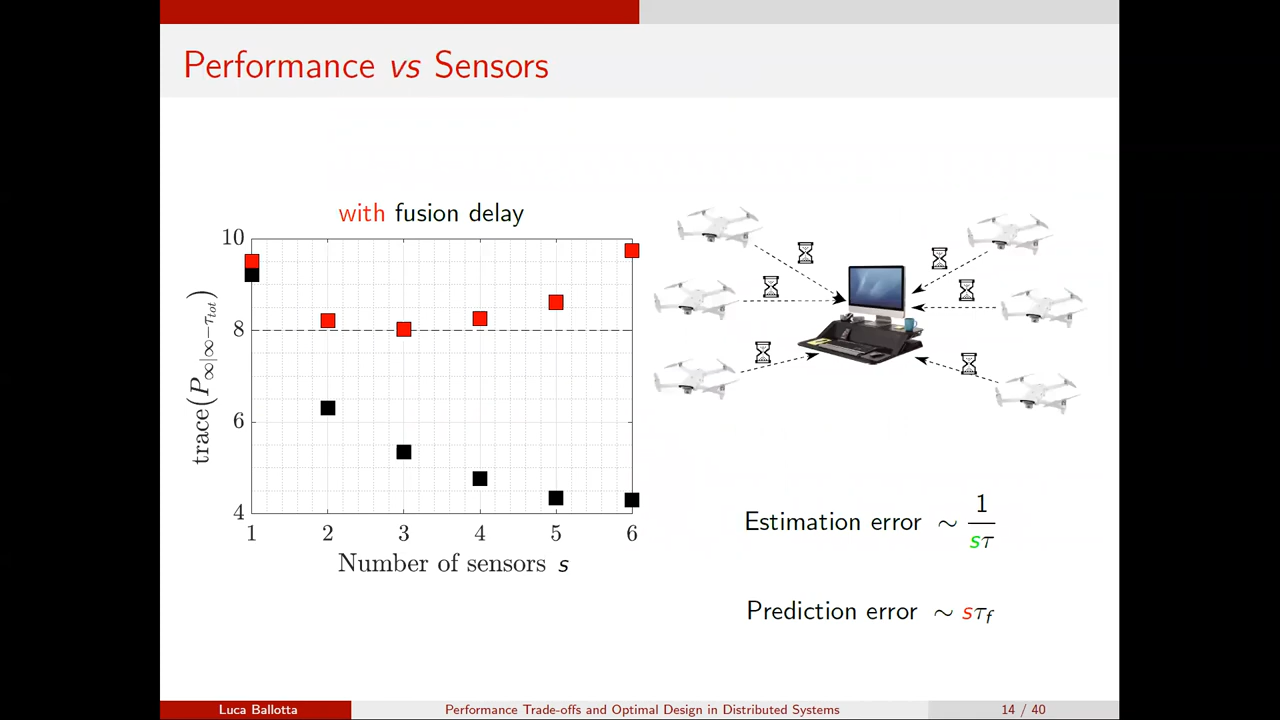 Performance vs Sensors
with fusion delay
10
8
6
4
trace(P∞|∞−τtot)
1 2 3 4 5 6
Number of sensors s
Estimation error ∼ 1/sτ
Prediction error ∼ sτf
Luca Ballotta
Performance Trade-offs and Optimal Design in Distributed Systems
14 / 40